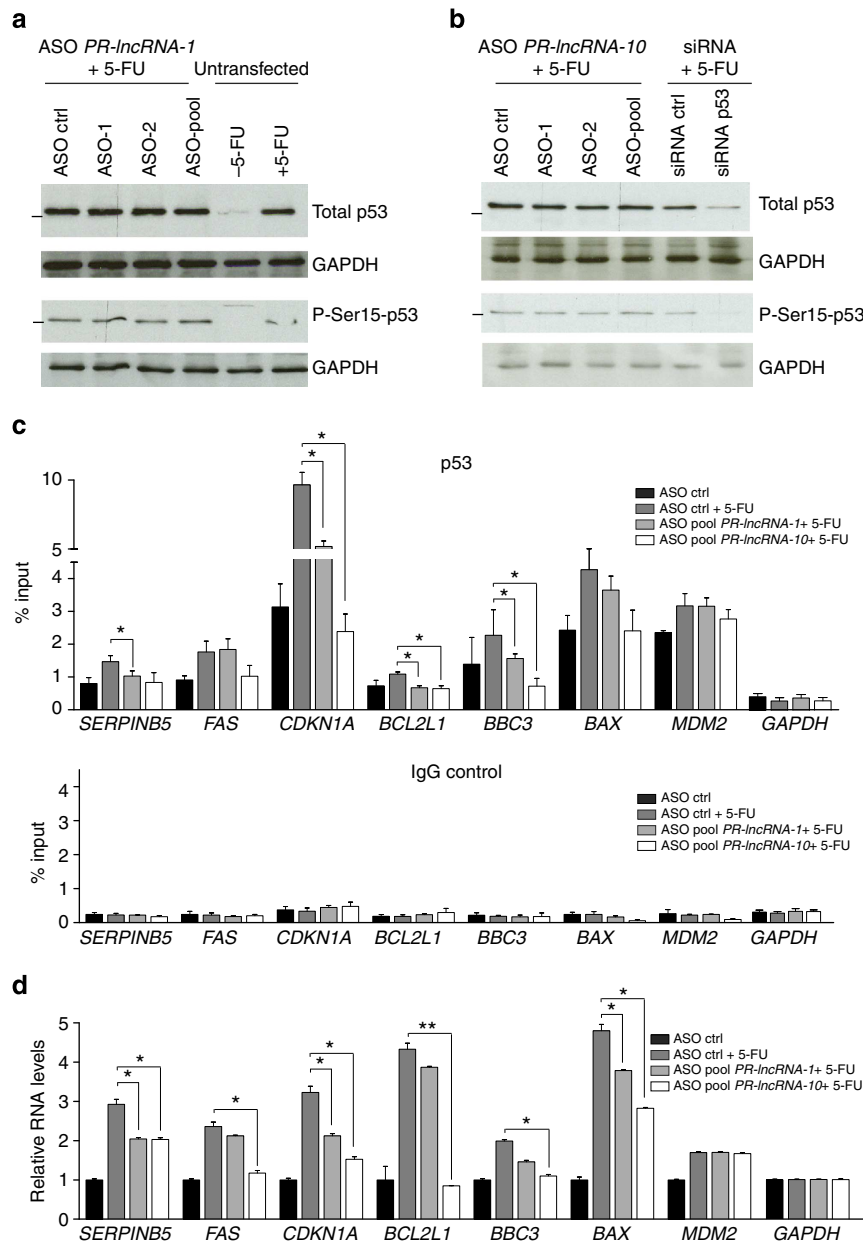 a
ASO PR-lncRNA-1
+ 5-FU
Untransfected
ASO ctrl
ASO-1
ASO-2
ASO-pool
–5-FU
+5-FU
Total p53
GAPDH
P-Ser15-p53
GAPDH
b
ASO PR-lncRNA-10
+ 5-FU
siRNA
+ 5-FU
ASO ctrl
ASO-1
ASO-2
ASO-pool
siRNA ctrl
siRNA p53
Total p53
GAPDH
P-Ser15-p53
GAPDH
c
p53
% input
10
5
4
3
2
1
0
* * * * * * *
ASO ctrl
ASO ctrl + 5-FU
ASO pool PR-lncRNA-1+ 5-FU
ASO pool PR-lncRNA-10+ 5-FU
SERPINB5 FAS CDKN1A BCL2L1 BBC3 BAX MDM2 GAPDH
IgG control
% input
4
3
2
1
0
ASO ctrl
ASO ctrl + 5-FU
ASO pool PR-lncRNA-1+ 5-FU
ASO pool PR-lncRNA-10+ 5-FU
SERPINB5 FAS CDKN1A BCL2L1 BBC3 BAX MDM2 GAPDH
d
Relative RNA levels
5
4
3
2
1
0
* * * * * ** * * *
ASO ctrl
ASO ctrl + 5-FU
ASO pool PR-lncRNA-1+ 5-FU
ASO pool PR-lncRNA-10+ 5-FU
SERPINB5 FAS CDKN1A BCL2L1 BBC3 BAX MDM2 GAPDH